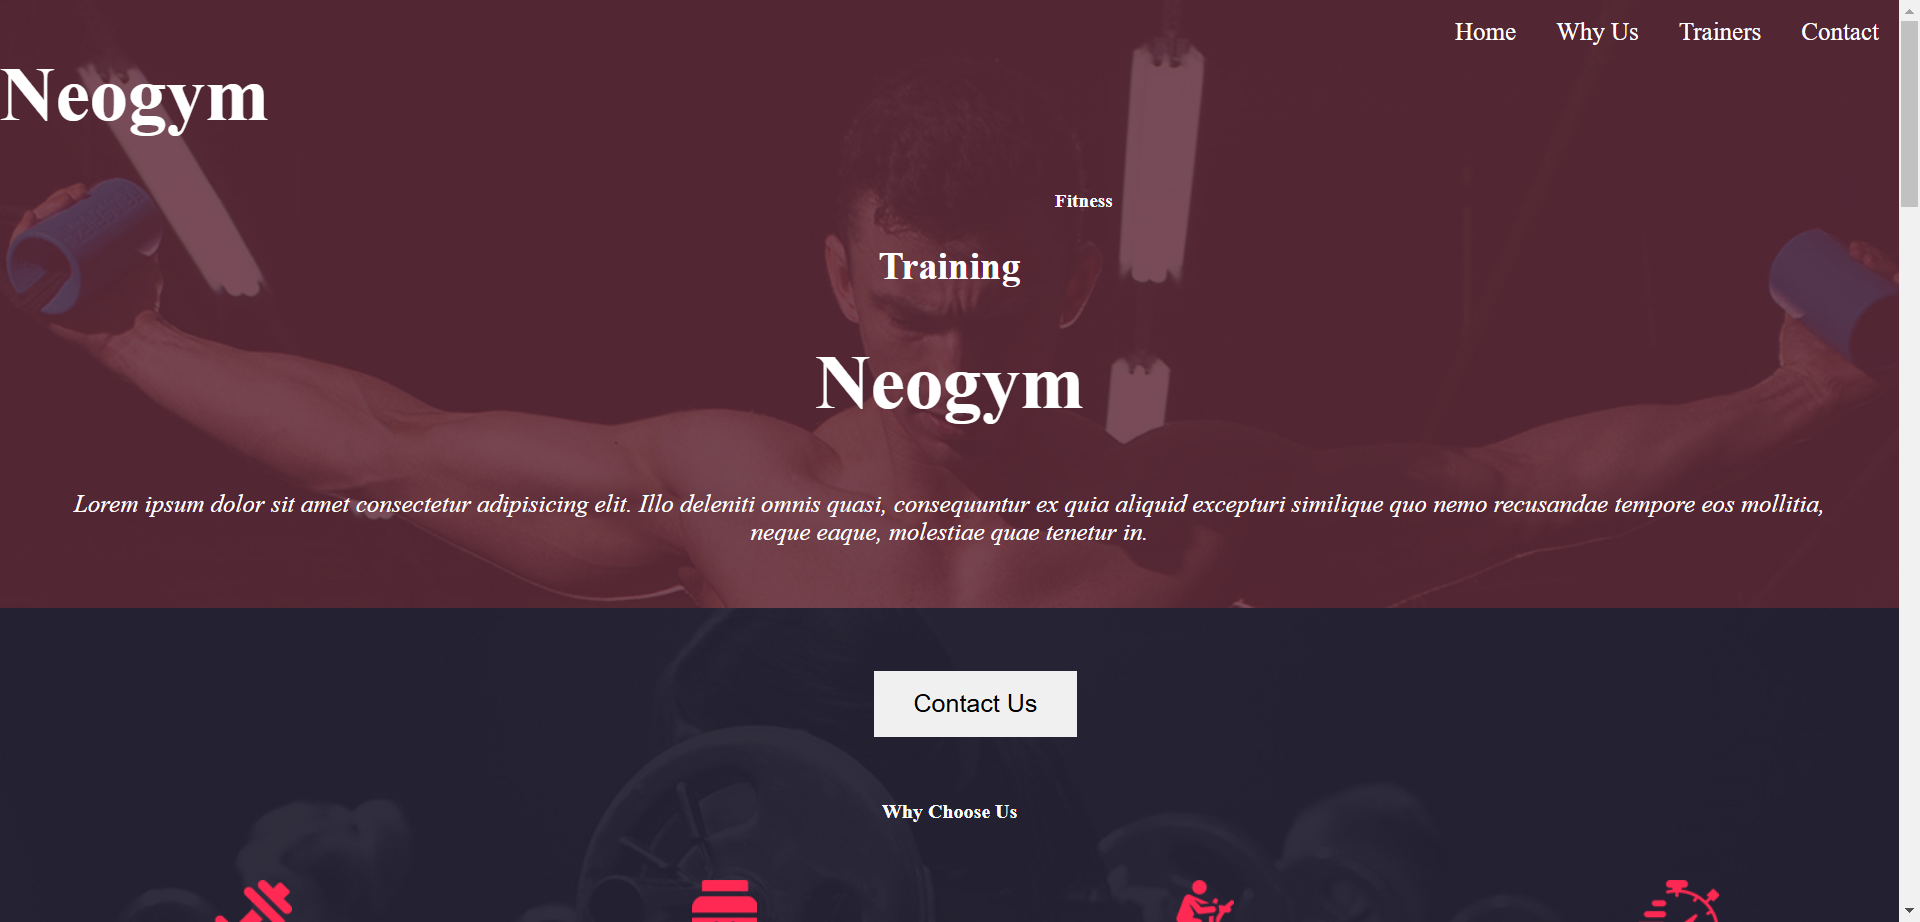 Home Why Us Trainers Contact
Neogym
Fitness
Training
Neogym
Lorem ipsum dolor sit amet consectetur adipisicing elit. Illo deleniti omnis quasi, consequuntur ex quia aliquid excepturi similique quo nemo recusandae tempore eos mollitia,
neque eaque, molestiae quae tenetur in.
Contact Us
Why Choose Us